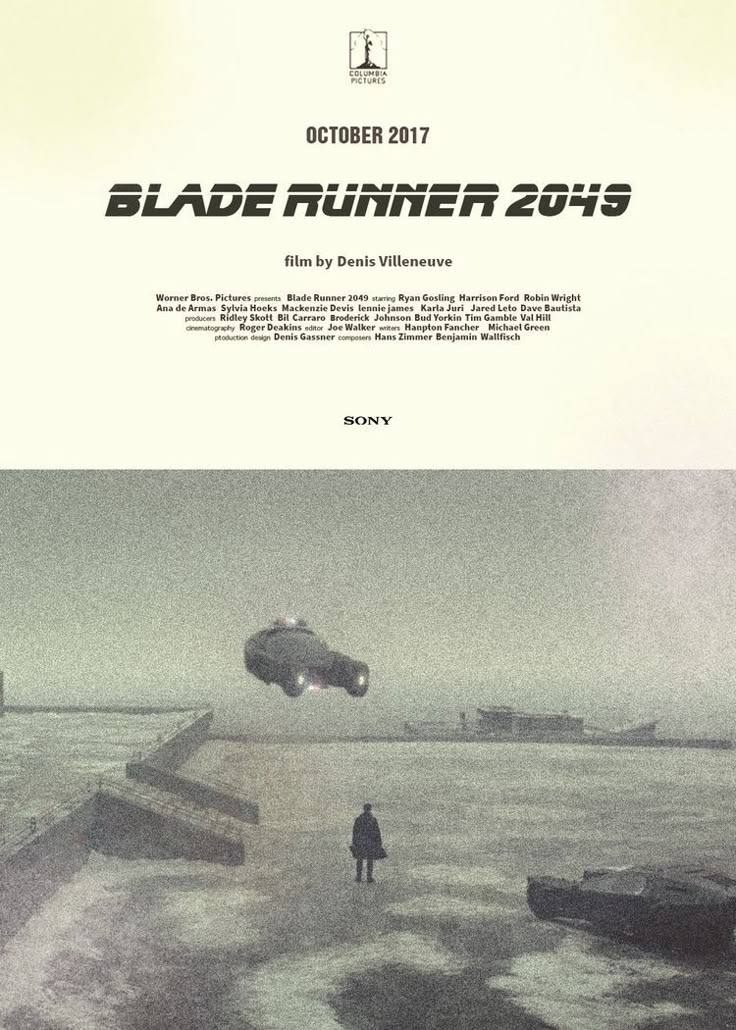 COLUMBIA
PICTURES
OCTOBER 2017
BLADE RUNNER 2049
film by Denis Villeneuve
Worner Bros. Pictures presents Blade Runner 2049 starring Ryan Gosling Harrison Ford Robin Wright
Ana de Armas Sylvia Hoeks Mackenzie Devis lennie james Karla Juri Jared Leto Dave Bautista
producers Ridley Skott Bil Carraro Broderick Johnson Bud Yorkin Tim Gamble Val Hill
cinematography Roger Deakins editor Joe Walker writers Hanpton Fancher Michael Green
ptoduction design Denis Gassner composers Hans Zimmer Benjamin Wallfisch
SONY